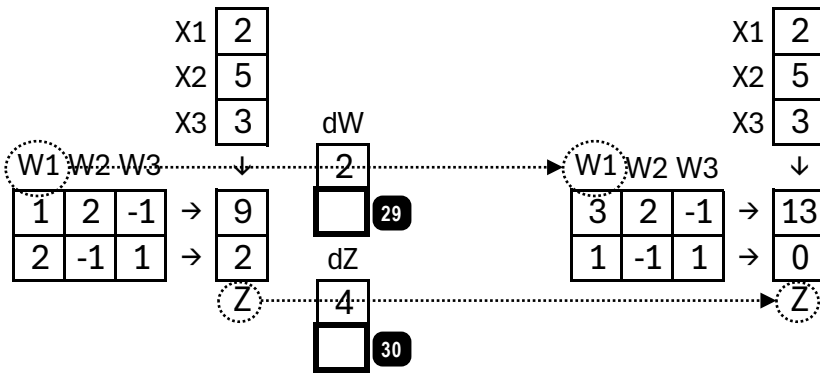 X1 2 X1 2
X2 5 X2 5
X3 3 dW X3 3
W1 W2 W3 ↓ 2 W1 W2 W3 ↓
1 2 -1 → 9 29 3 2 -1 → 13
2 -1 1 → 2 dZ 1 -1 1 → 0
Z 4 Z
30